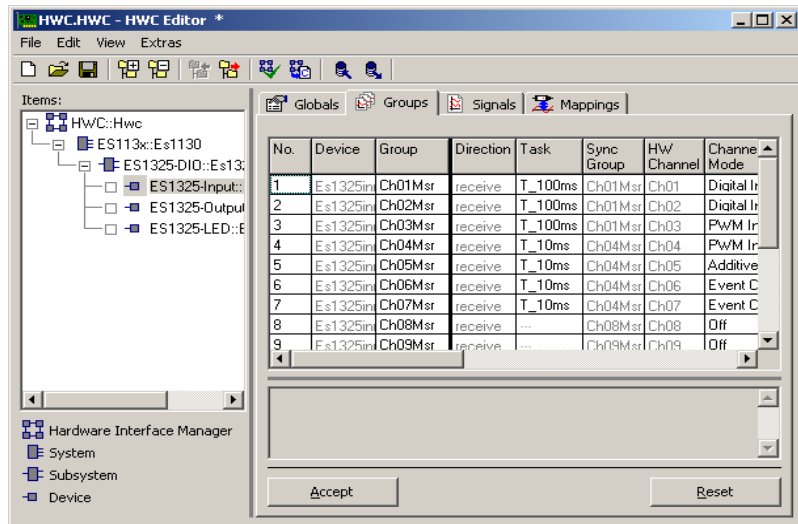 HWC.HWC - HWC Editor *
File Edit View Extras
Items:
HWC::Hwc
ES113x::Es1130
ES1325-DIO::Es132
ES1325-Input::
ES1325-Output
ES1325-LED::E
Hardware Interface Manager
System
Subsystem
Device
Globals Groups Signals Mappings
No. Device Group Direction Task Sync Group HW Channel Channe Mode
1 Es1325in Ch01Msr receive T_100ms Ch01Msr Ch01 Digital In
2 Es1325in Ch02Msr receive T_100ms Ch01Msr Ch02 Digital In
3 Es1325in Ch03Msr receive T_100ms Ch01Msr Ch03 PWM In
4 Es1325in Ch04Msr receive T_10ms Ch04Msr Ch04 PWM In
5 Es1325in Ch05Msr receive T_10ms Ch04Msr Ch05 Additive
6 Es1325in Ch06Msr receive T_10ms Ch04Msr Ch06 Event C
7 Es1325in Ch07Msr receive T_10ms Ch04Msr Ch07 Event C
8 Es1325in Ch08Msr receive --- Ch08Msr Ch08 Off
9 Es1325in Ch09Msr receive --- Ch09Msr Ch09 Off
Accept Reset